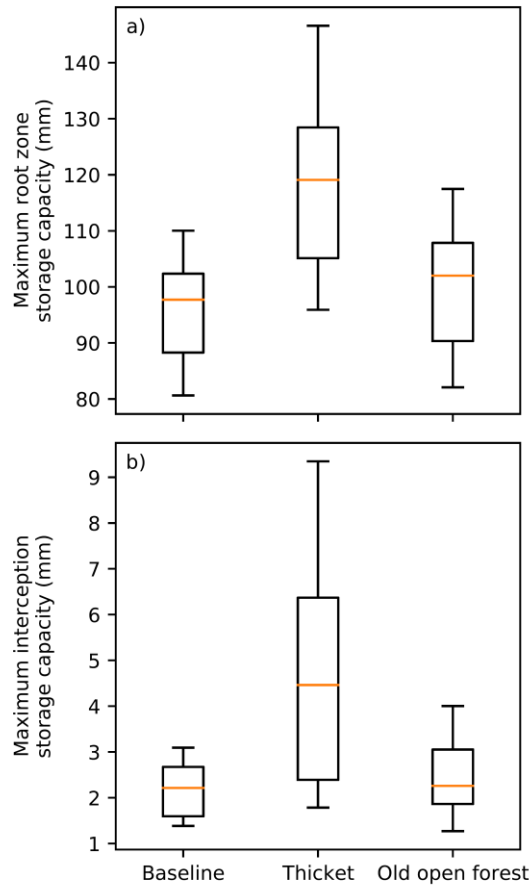 a)
Maximum root zone
storage capacity (mm)
140
130
120
110
100
90
80
b)
Maximum interception
storage capacity (mm)
9
8
7
6
5
4
3
2
1
Baseline Thicket Old open forest